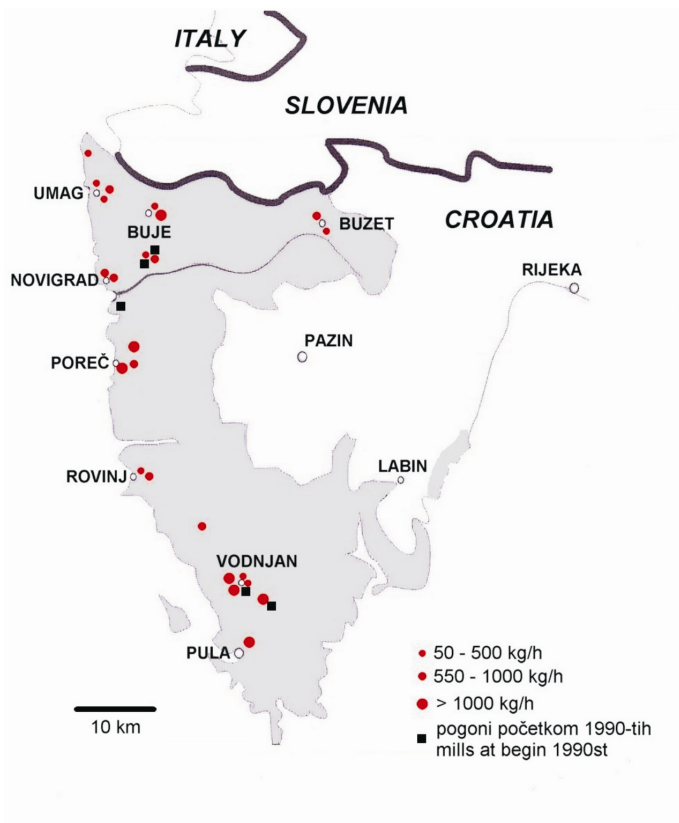 ITALY
SLOVENIA
UMAG
BUJE
BUZET
CROATIA
NOVIGRAD
RIJEKA
POREČ
PAZIN
ROVINJ
LABIN
VODNJAN
PULA
50 - 500 kg/h
550 - 1000 kg/h
> 1000 kg/h
pogoni početkom 1990-tih
mills at begin 1990st
10 km